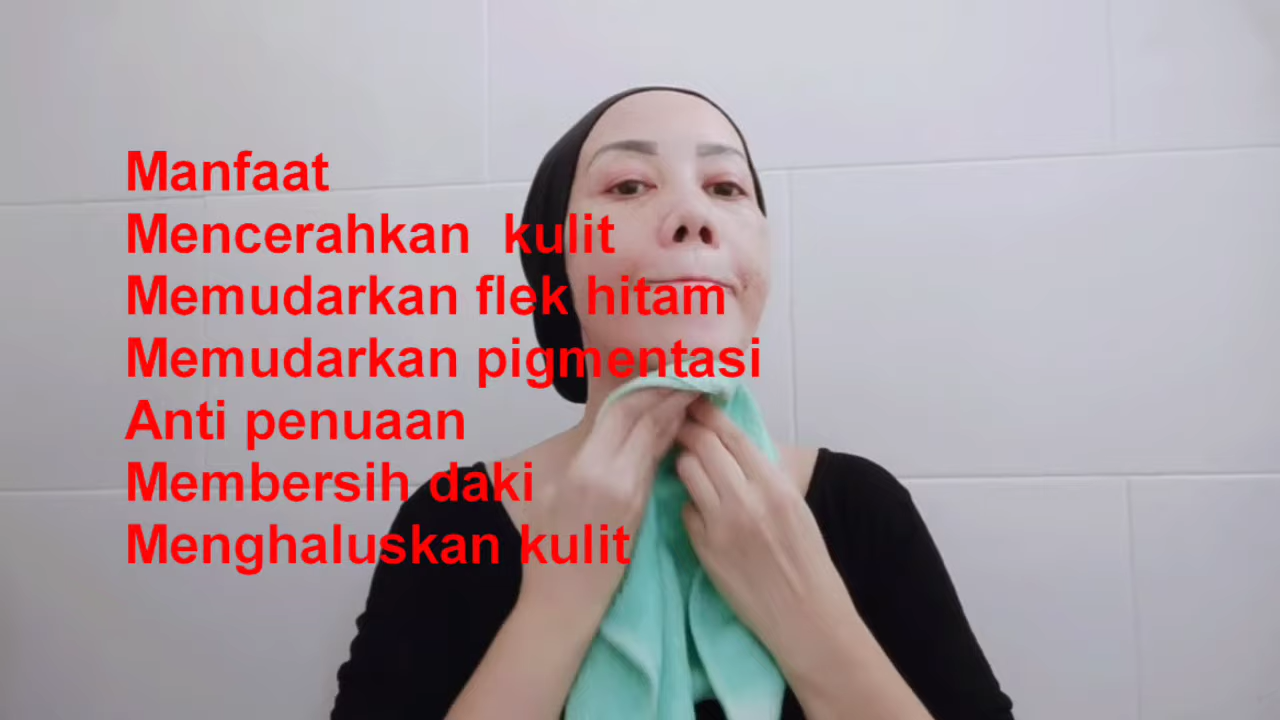 Manfaat
Mencerahkan  kulit
Memudarkan flek hitam
Memudarkan pigmentasi
Anti penuaan
Membersih daki
Menghaluskan kulit